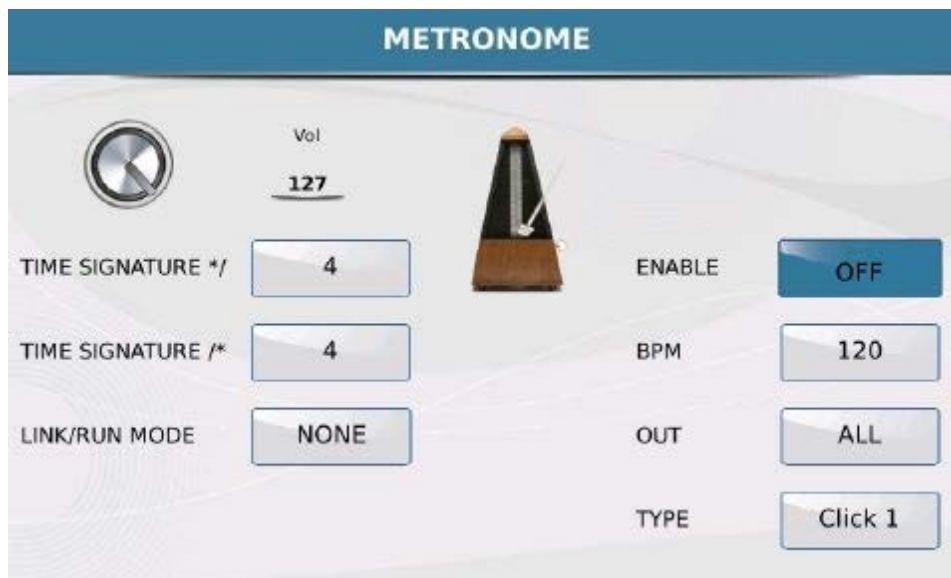 METRONOME
Vol
127
TIME SIGNATURE */ 4
ENABLE OFF
TIME SIGNATURE /* 4
BPM 120
LINK/RUN MODE NONE
OUT ALL
TYPE Click 1